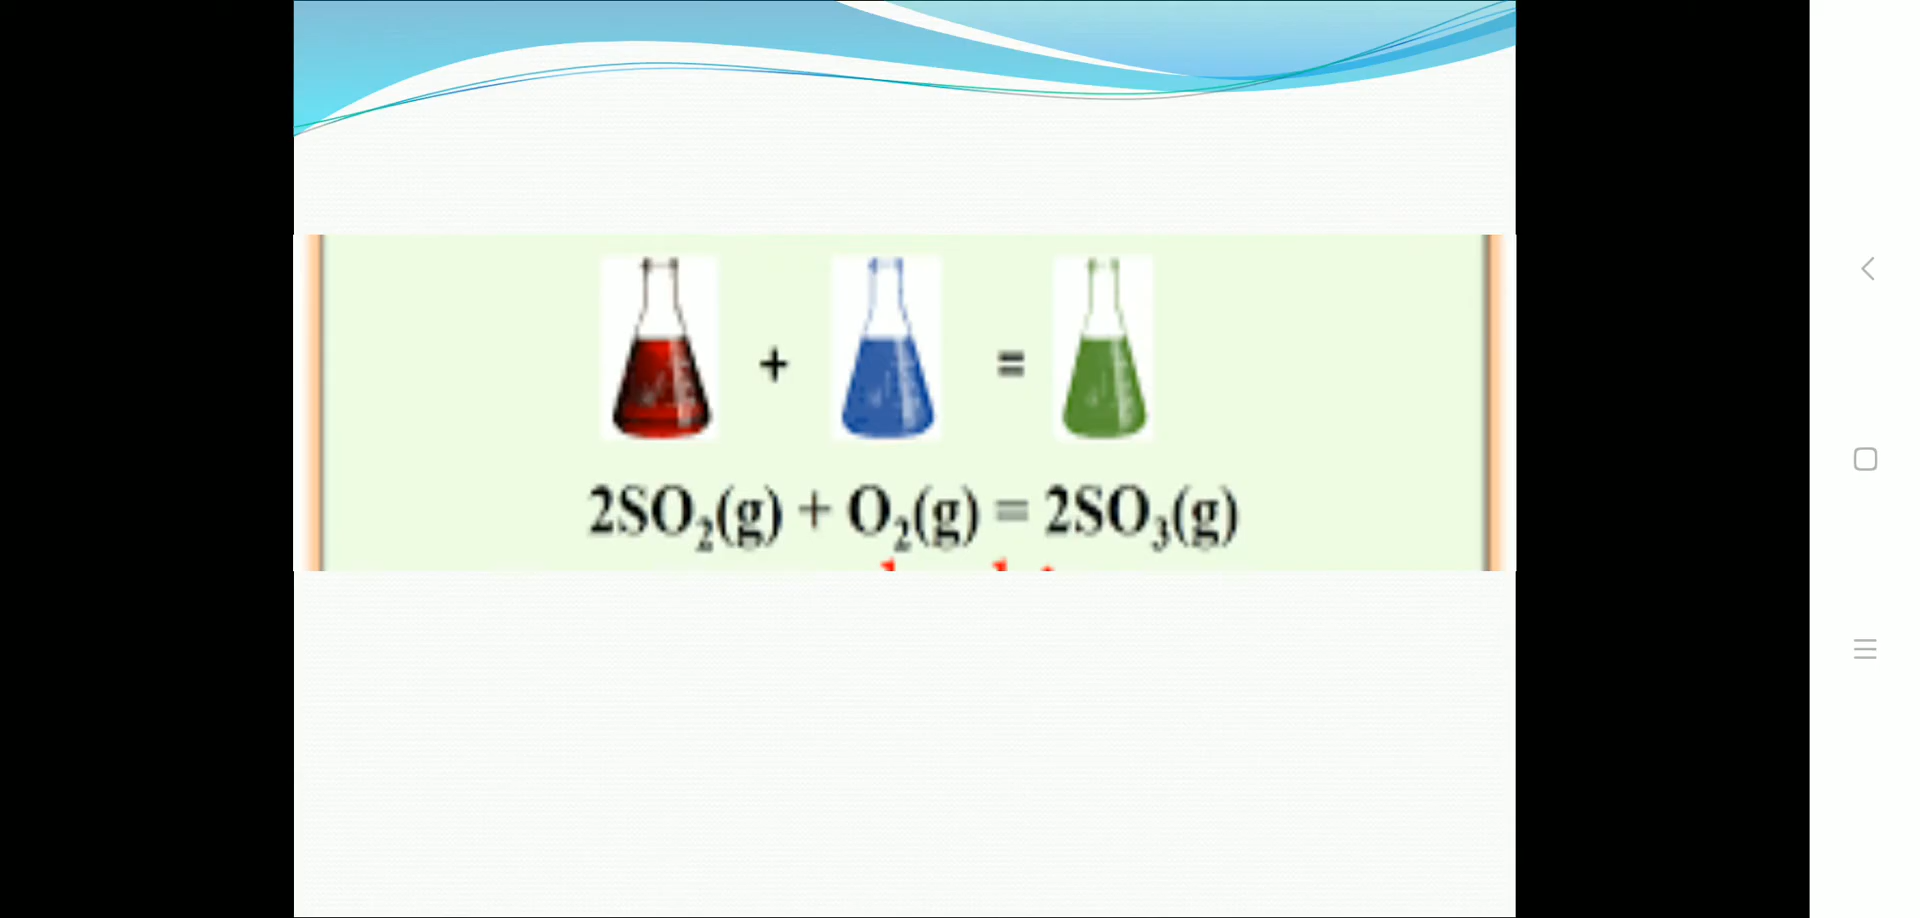 + =
2SO₂(g) + O₂(g) = 2SO₃(g)